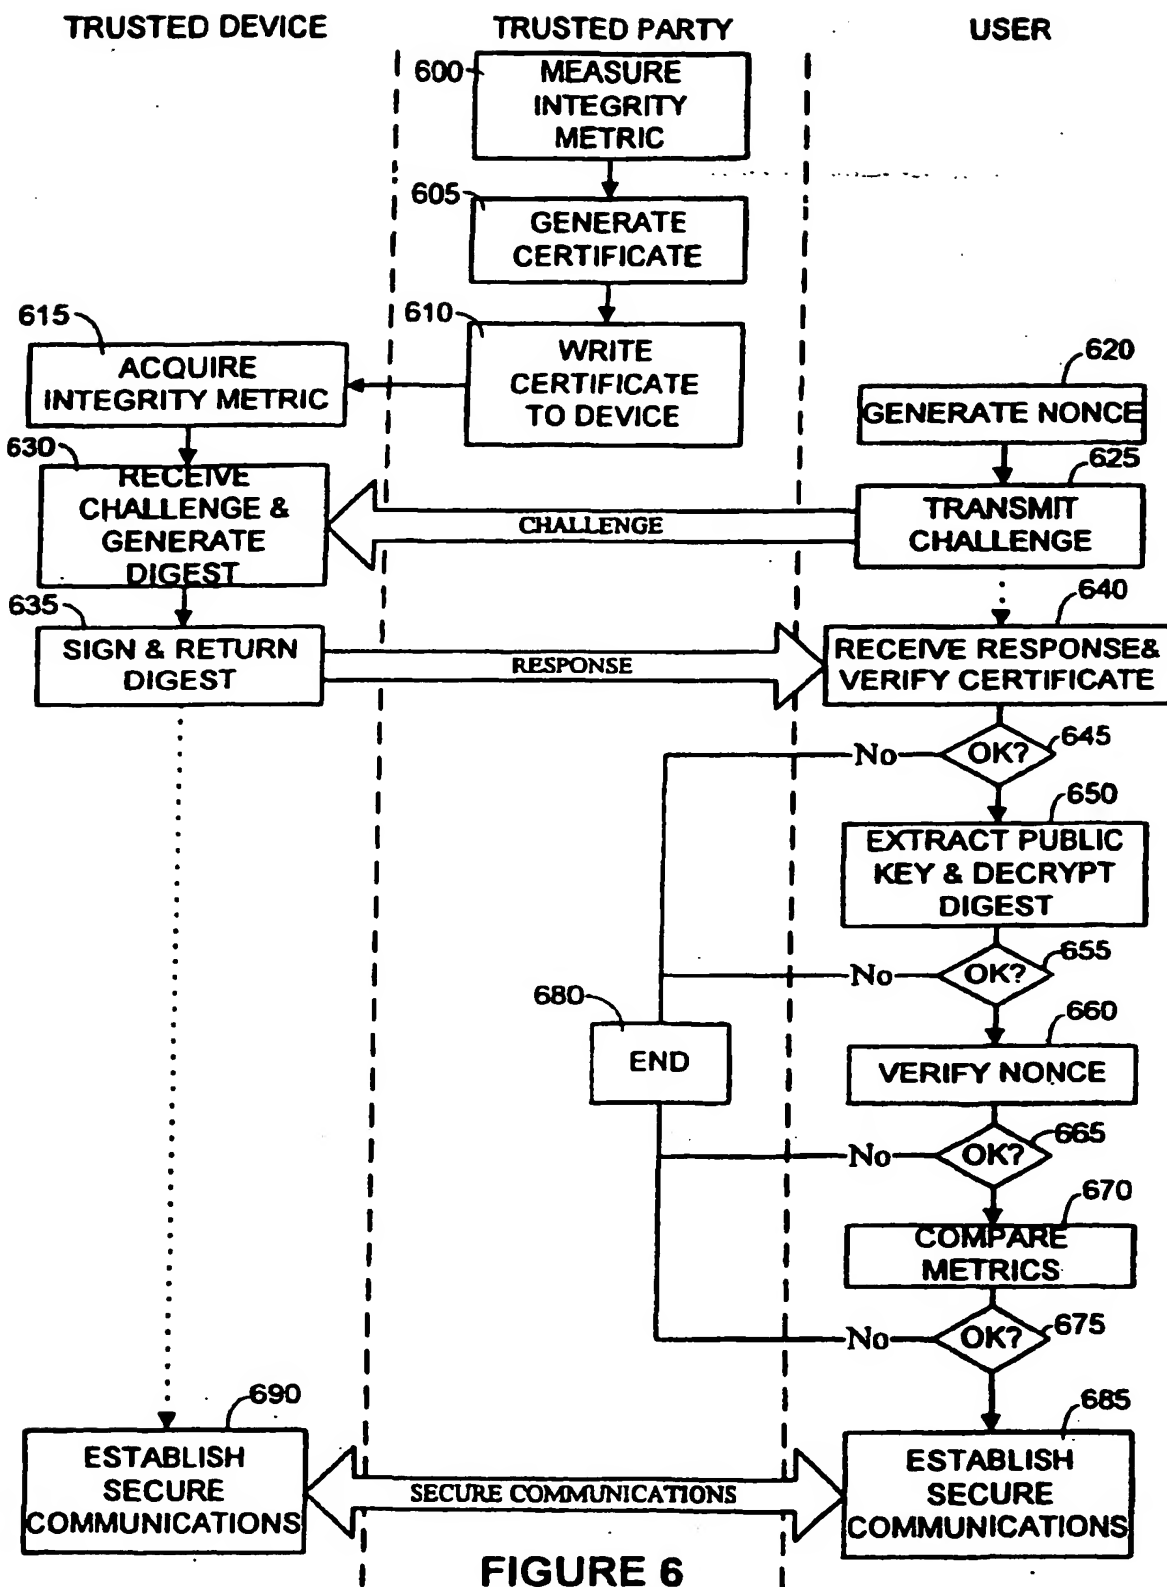 TRUSTED DEVICE
TRUSTED PARTY
USER
600
MEASURE
INTEGRITY
METRIC
605
GENERATE
CERTIFICATE
610
WRITE
CERTIFICATE
TO DEVICE
615
ACQUIRE
INTEGRITY METRIC
620
GENERATE NONCE
625
TRANSMIT
CHALLENGE
CHALLENGE
630
RECEIVE
CHALLENGE &
GENERATE
DIGEST
635
SIGN & RETURN
DIGEST
RESPONSE
640
RECEIVE RESPONSE&
VERIFY CERTIFICATE
No
OK?
645
650
EXTRACT PUBLIC
KEY & DECRYPT
DIGEST
No
OK?
655
680
END
660
VERIFY NONCE
No
OK?
665
670
COMPARE
METRICS
No
OK?
675
690
ESTABLISH
SECURE
COMMUNICATIONS
SECURE COMMUNICATIONS
685
ESTABLISH
SECURE
COMMUNICATIONS
FIGURE 6